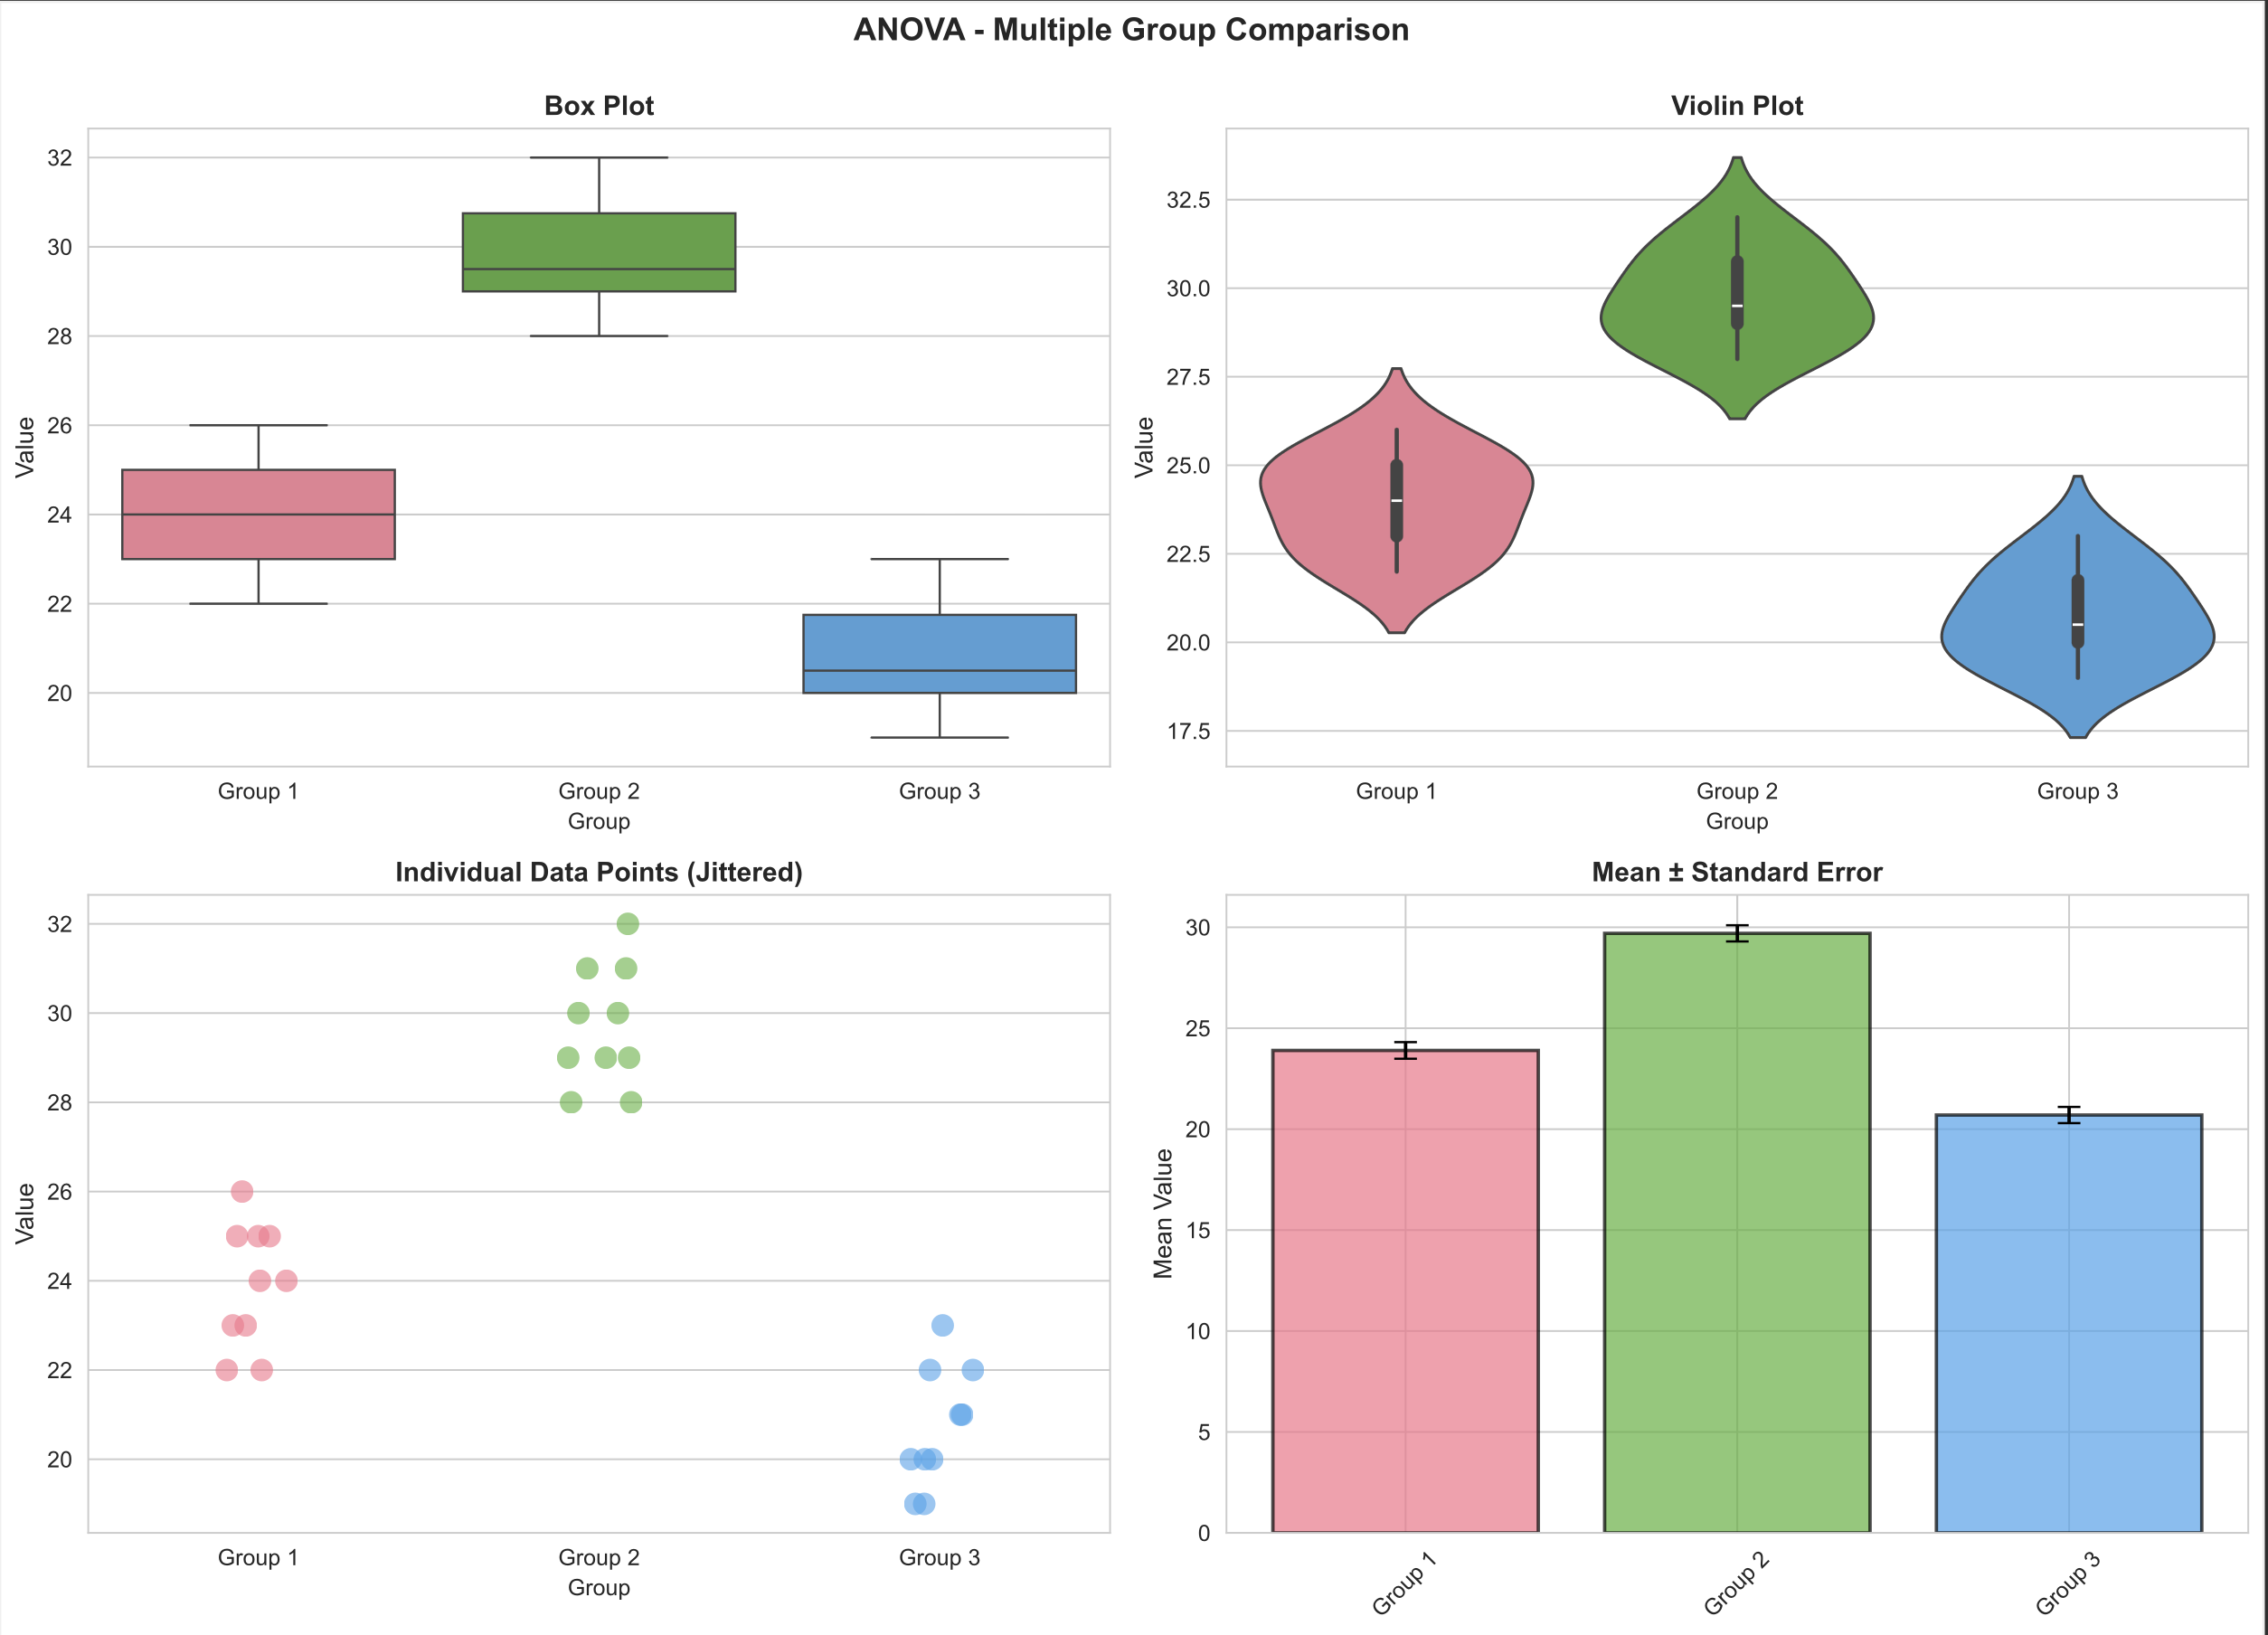 ANOVA - Multiple Group Comparison
Box Plot
Value
32
30
28
26
24
22
20
Group 1 Group 2 Group 3
Group
Violin Plot
Value
32.5
30.0
27.5
25.0
22.5
20.0
17.5
Group 1 Group 2 Group 3
Group
Individual Data Points (Jittered)
Value
32
30
28
26
24
22
20
Group 1 Group 2 Group 3
Group
Mean ± Standard Error
Mean Value
30
25
20
15
10
5
0
Group 1 Group 2 Group 3